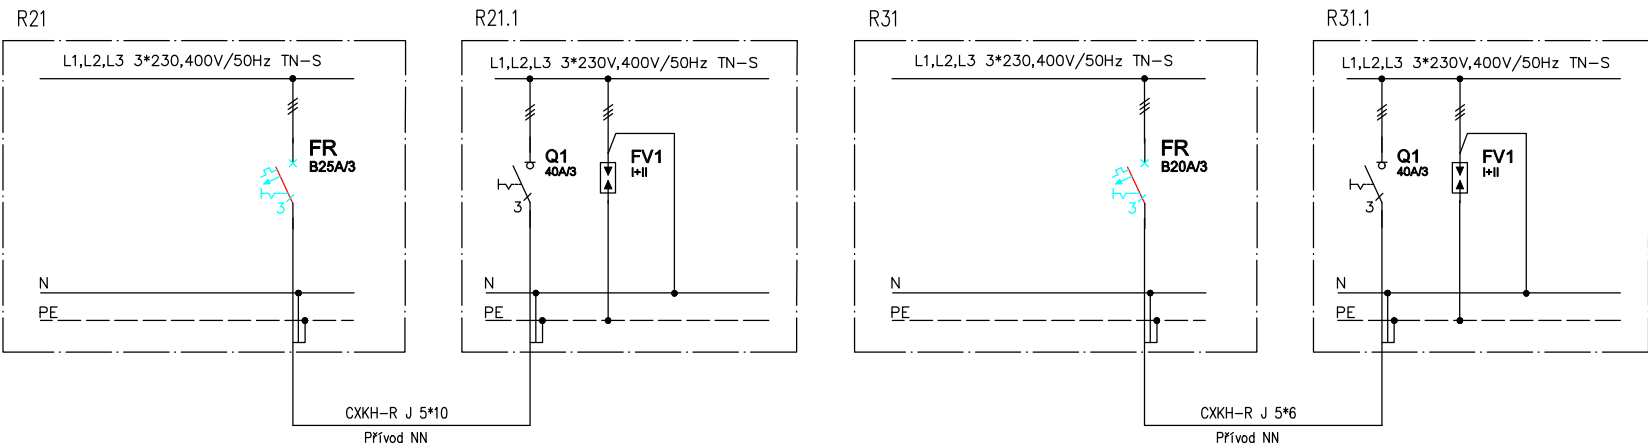 R21
L1,L2,L3 3*230,400V/50Hz TN-S
FR
B25A/3
3
N
PE
R21.1
L1,L2,L3 3*230V,400V/50Hz TN-S
Q1
40A/3
3
FV1
I+II
N
PE
CXKH-R J 5*10
Přívod NN
R31
L1,L2,L3 3*230,400V/50Hz TN-S
FR
B20A/3
3
N
PE
R31.1
L1,L2,L3 3*230V,400V/50Hz TN-S
Q1
40A/3
3
FV1
I+II
N
PE
CXKH-R J 5*6
Přívod NN